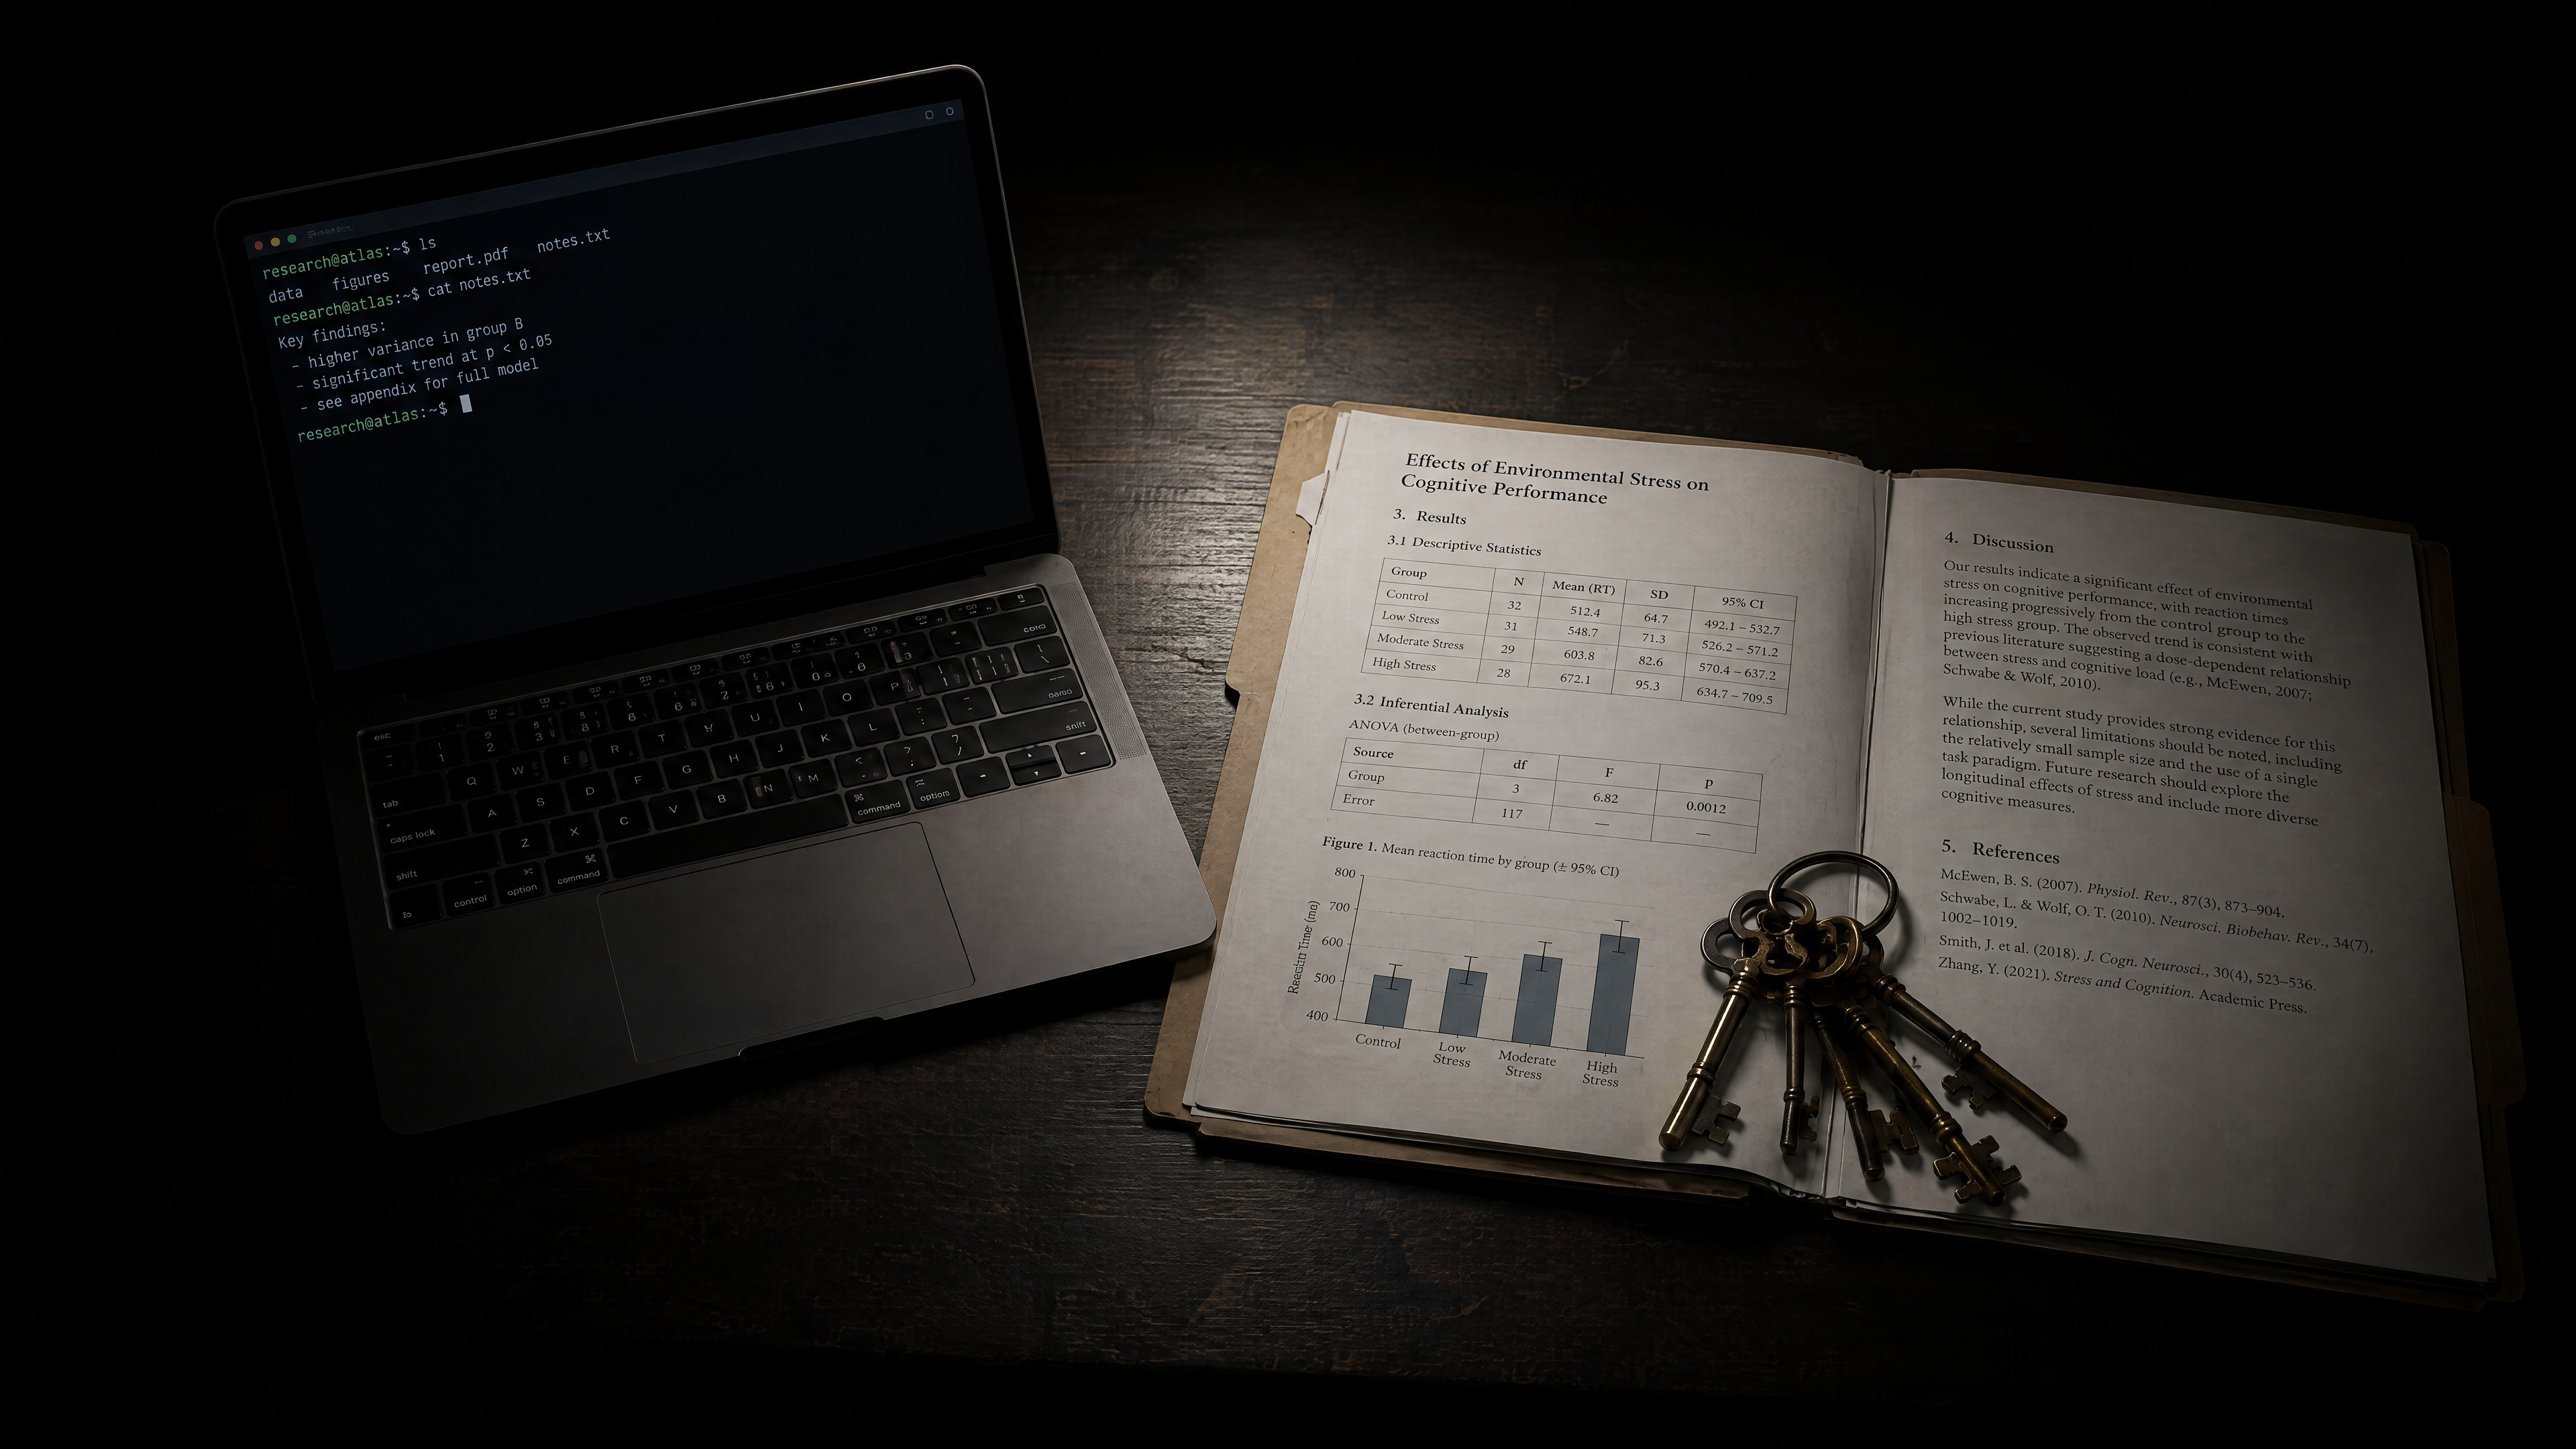 research@atlas:~$ ls
data figures report.pdf notes.txt
research@atlas:~$ cat notes.txt
Key findings:
- higher variance in group B
- significant trend at p < 0.05
- see appendix for full model
research@atlas:~$
esc
tab
caps lock
shift
control
option
command
command
option
Q W E R T Y U I O P
A S D F G H J K L
Z X C V B N M
Effects of Environmental Stress on
Cognitive Performance
3. Results
3.1 Descriptive Statistics
Group N Mean (RT) SD 95% CI
Control 32 512.4 64.7 492.1 – 532.7
Low Stress 31 548.7 71.3 526.2 – 571.2
Moderate Stress 29 603.8 82.6 570.4 – 637.2
High Stress 28 672.1 95.3 634.7 – 709.5
3.2 Inferential Analysis
ANOVA (between-group)
Source df F p
Group 3 6.82 0.0012
Error 117 — —
Figure 1. Mean reaction time by group (± 95% CI)
800
700
600
500
400
Control
Low
Stress
Moderate
Stress
High
Stress
4. Discussion
Our results indicate a significant effect of environmental
stress on cognitive performance, with reaction times
increasing progressively from the control group to the
high stress group. The observed trend is consistent with
previous literature suggesting a dose-dependent relationship
between stress and cognitive load (e.g., McEwen, 2007;
Schwabe & Wolf, 2010).
While the current study provides strong evidence for this
relationship, several limitations should be noted, including
the relatively small sample size and the use of a single
task paradigm. Future research should explore the
longitudinal effects of stress and include more diverse
cognitive measures.
5. References
McEwen, B. S. (2007). Physiol. Rev., 87(3), 873–904.
Schwabe, L. & Wolf, O. T. (2010). Neurosci. Biobehav. Rev., 34(7),
1002–1019.
Smith, J. et al. (2018). J. Cogn. Neurosci., 30(4), 523–536.
Zhang, Y. (2021). Stress and Cognition. Academic Press.